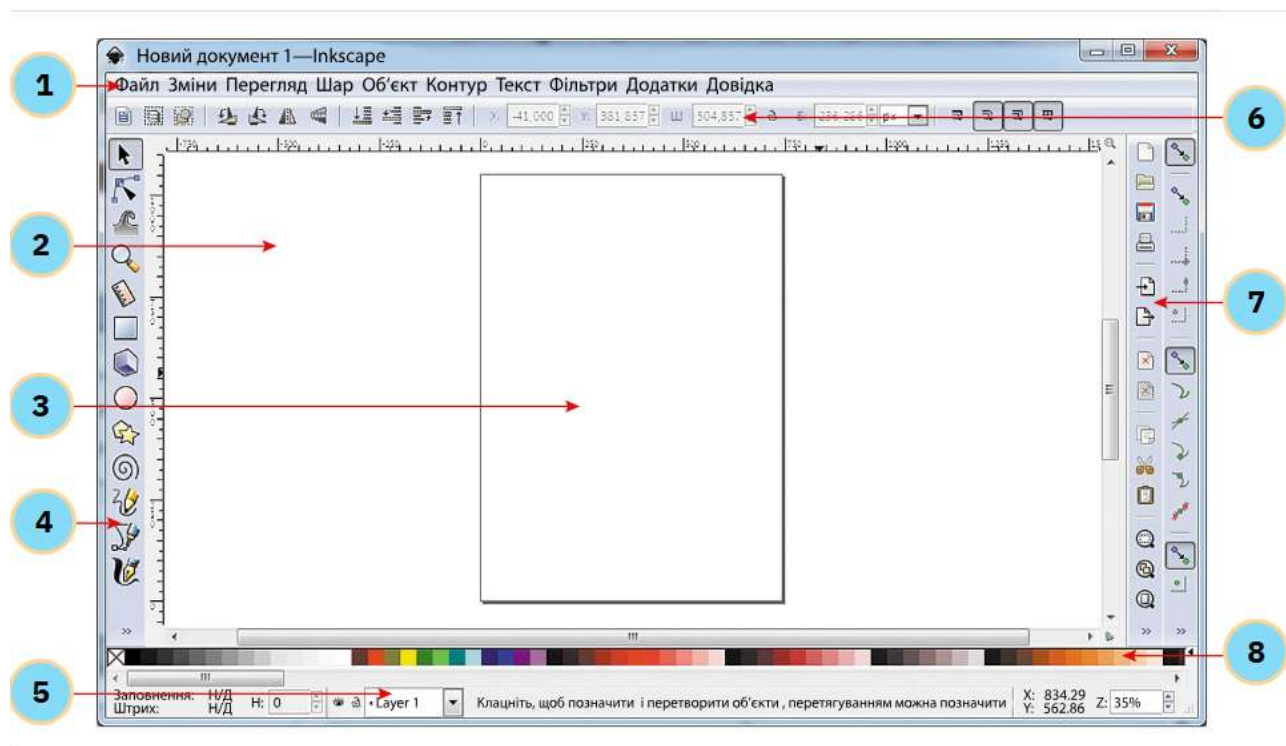 Новий документ 1—Inkscape
1
Файл Зміни Перегляд Шар Об’єкт Контур Текст Фільтри Додатки Довідка
X: -41,000 Y: 381,857 Ш 504,857 px
6
2
7
3
4
8
5
Заповнення: Н/Д
Штрих: Н/Д
Н: 0
• Layer 1
Клацніть, щоб позначити і перетворити об’єкти , перетягуванням можна позначити
X: 834.29
Y: 562.86
Z: 35%